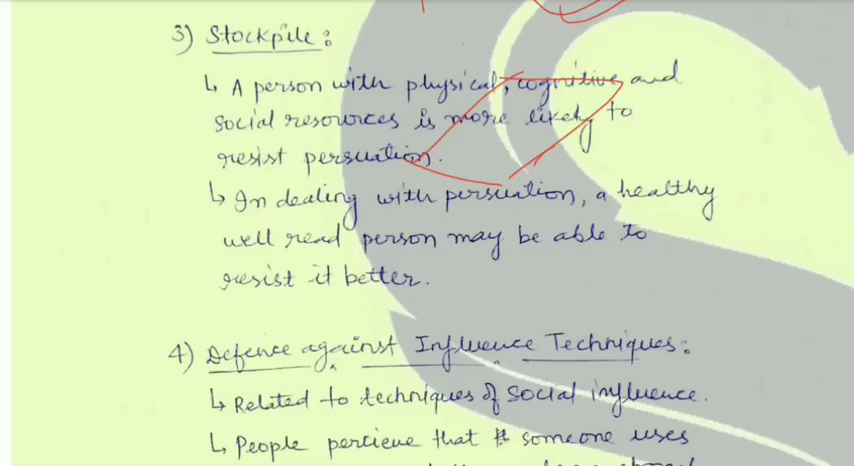 3) Stockpile :
↳ A person with physical, cognitive and
social resources is more likely to
resist persuation.
↳ In dealing with persuation, a healthy
well read person may be able to
resist it better.
4) Defence against Influence Techniques :
↳ Related to techniques of Social influence.
↳ People percieve that someone uses